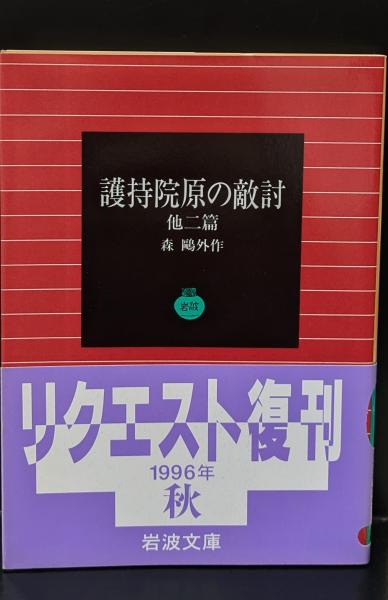 護持院原の敵討
他二篇
森 鷗外作
岩波
リクエスト復刊
1996年
秋
岩波文庫